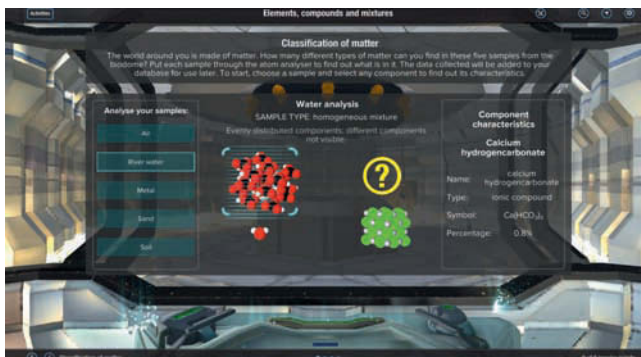 Activities
Elements, compounds and mixtures
Classification of matter
The world around you is made of matter. How many different types of matter can you find in these five samples from the
biodome? Put each sample through the atom analyser to find out what is in it. The data collected will be added to your
database for use later. To start, choose a sample and select any component to find out its characteristics.
Analyse your samples:
Air
River water
Metal
Sand
Soil
Water analysis
SAMPLE TYPE: homogeneous mixture
Evenly distributed components; different components
not visible
?
Component
characteristics
Calcium
hydrogencarbonate
Name: calcium
hydrogencarbonate
Type: ionic compound
Symbol: Ca(HCO₃)₂
Percentage: 0.8%
Classification of matter